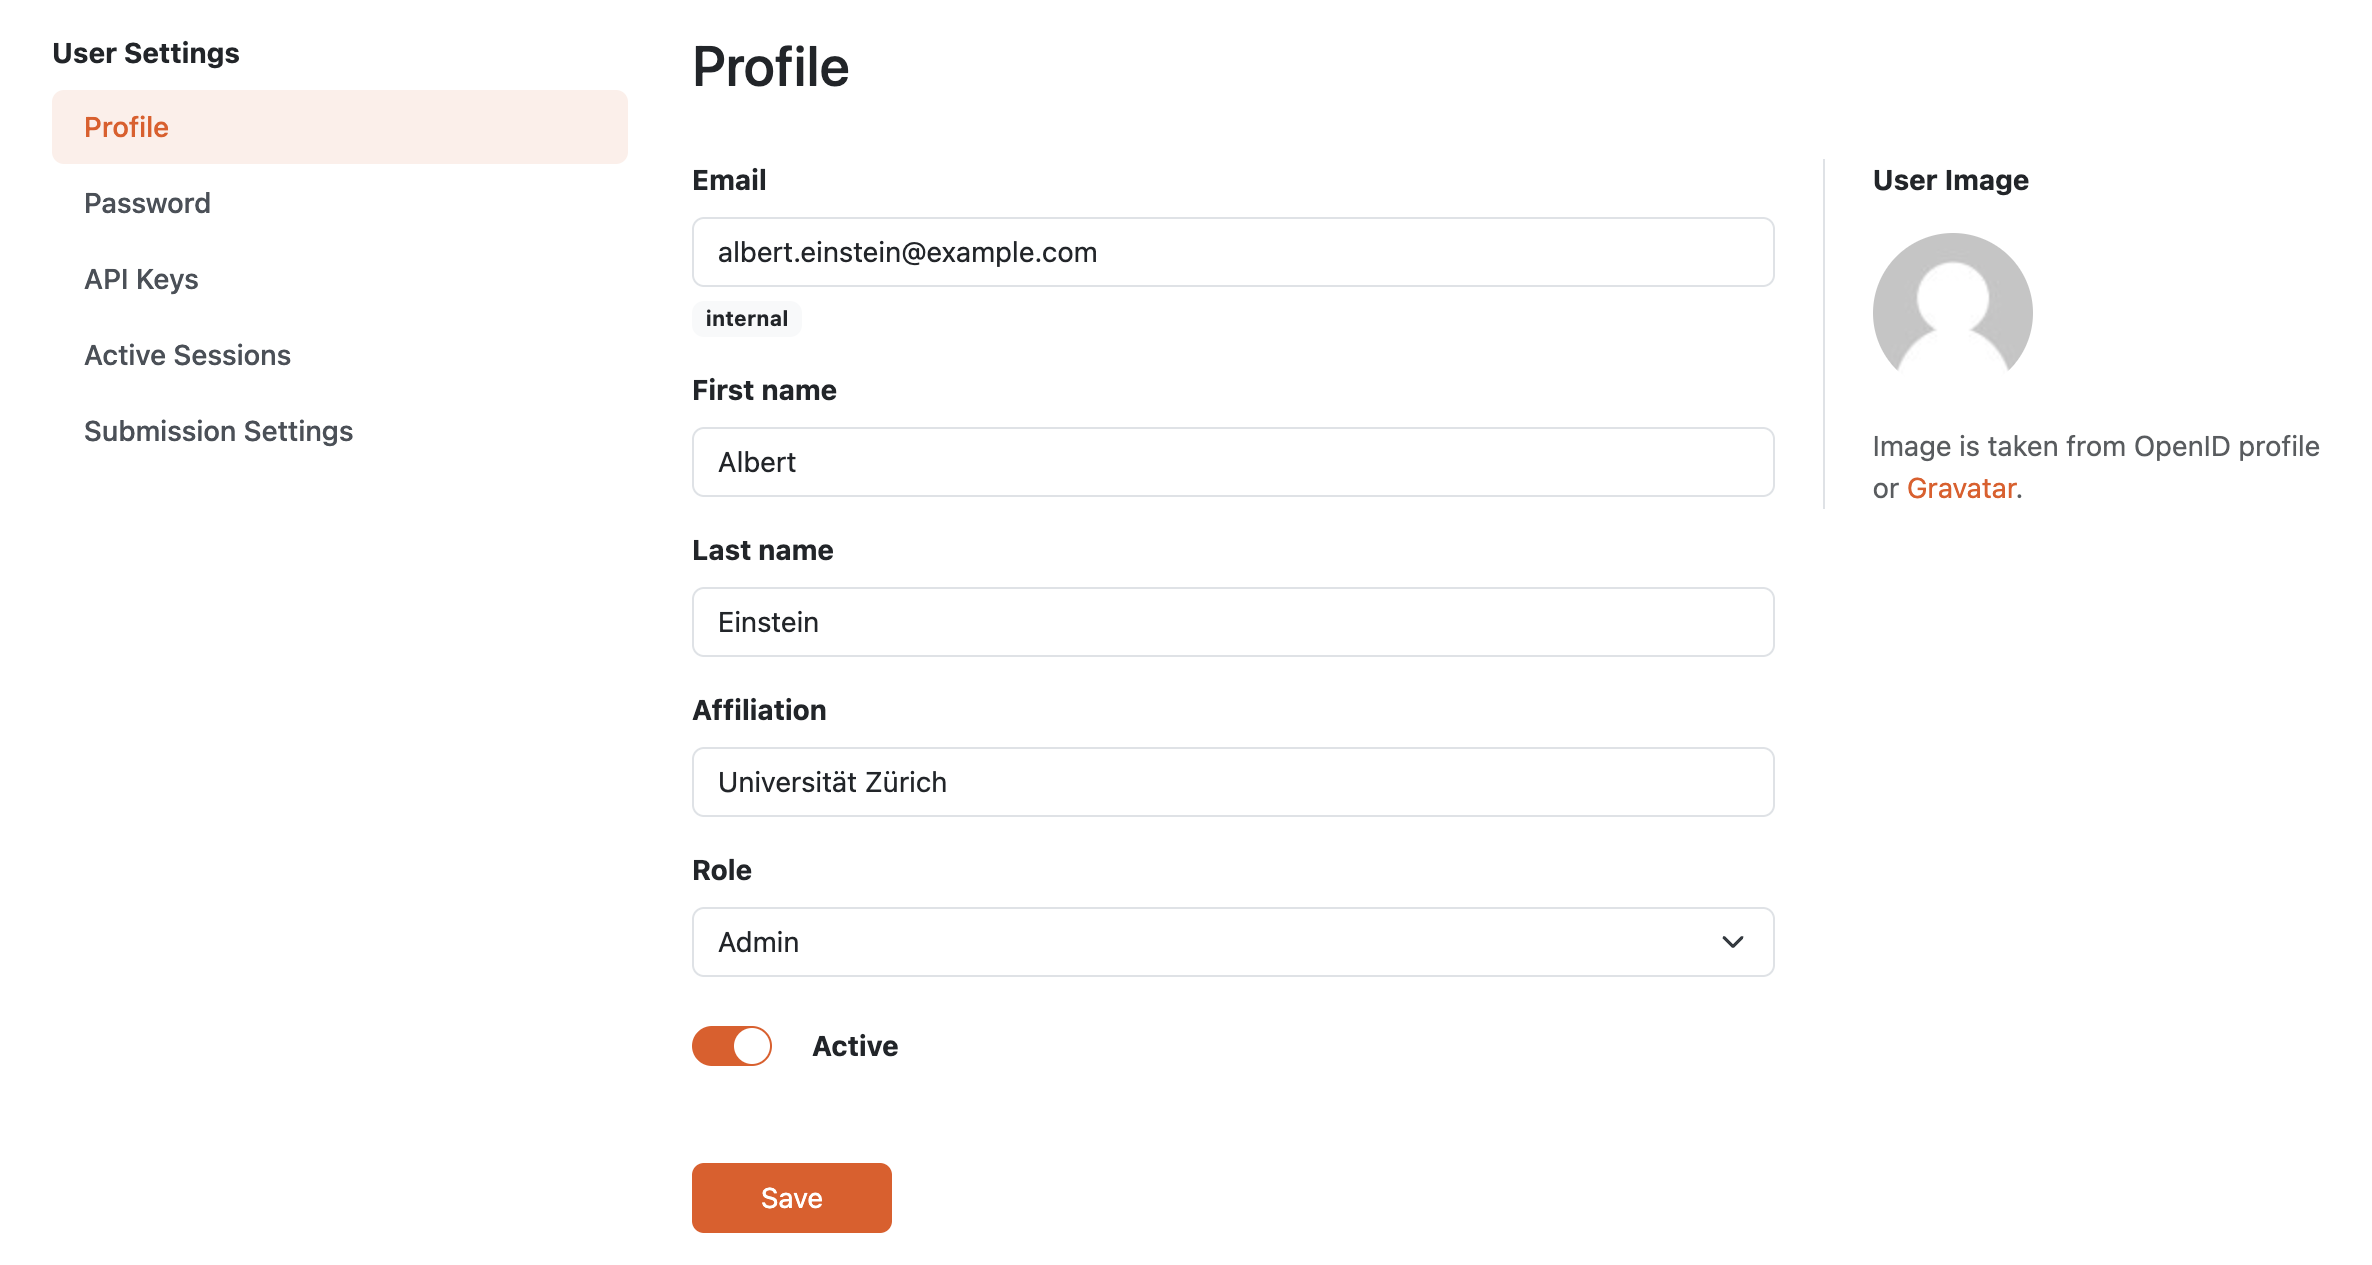 User Settings
Profile
Password
API Keys
Active Sessions
Submission Settings
Profile
Email
albert.einstein@example.com
internal
First name
Albert
Last name
Einstein
Affiliation
Universität Zürich
Role
Admin
Active
Save
User Image
Image is taken from OpenID profile
or Gravatar.